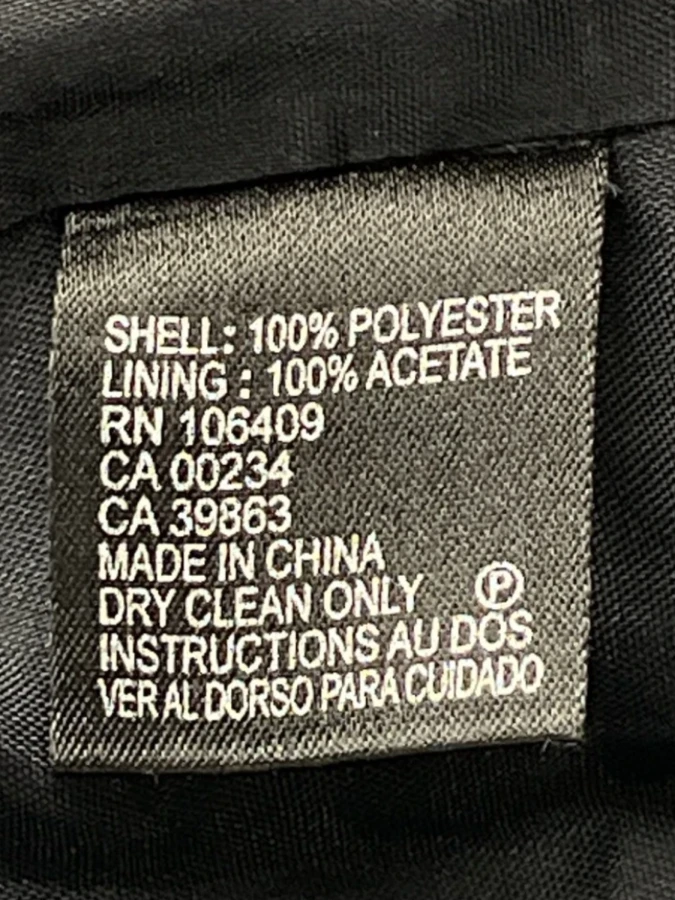 SHELL: 100% POLYESTER
LINING : 100% ACETATE
RN 106409
CA 00234
CA 39863
MADE IN CHINA
DRY CLEAN ONLY Ⓟ
INSTRUCTIONS AU DOS
VER AL DORSO PARA CUIDADO